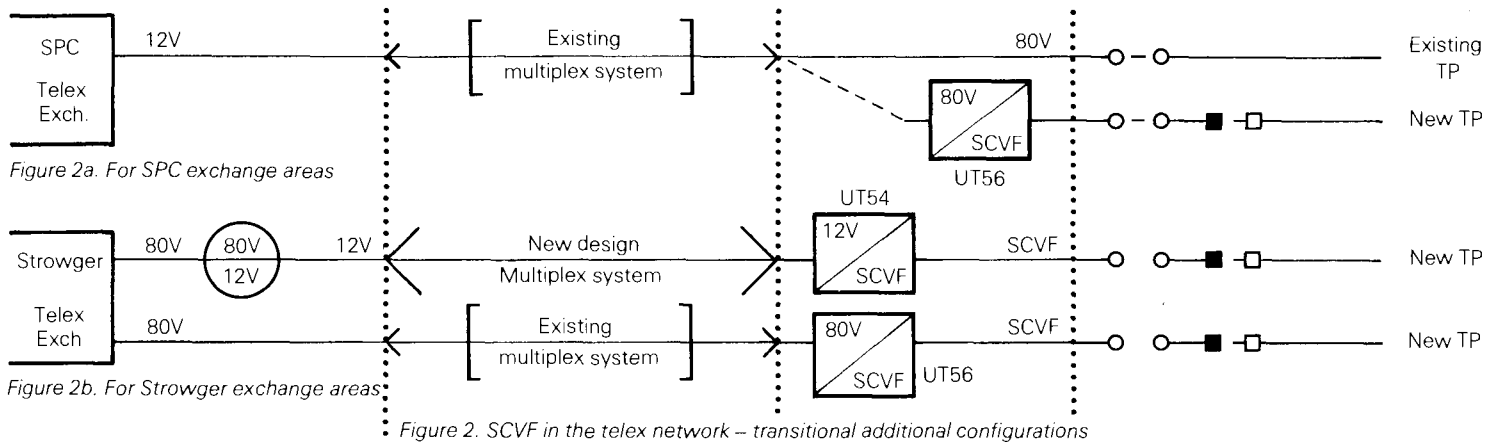 SPC
Telex
Exch.
12V
Existing
multiplex system
80V
Existing
TP
80V
SCVF
UT56
New TP
Figure 2a. For SPC exchange areas
Strowger
Telex
Exch
80V
80V
12V
12V
New design
Multiplex system
UT54
12V
SCVF
SCVF
New TP
80V
Existing
multiplex system
80V
SCVF
UT56
SCVF
New TP
Figure 2b. For Strowger exchange areas
Figure 2. SCVF in the telex network – transitional additional configurations